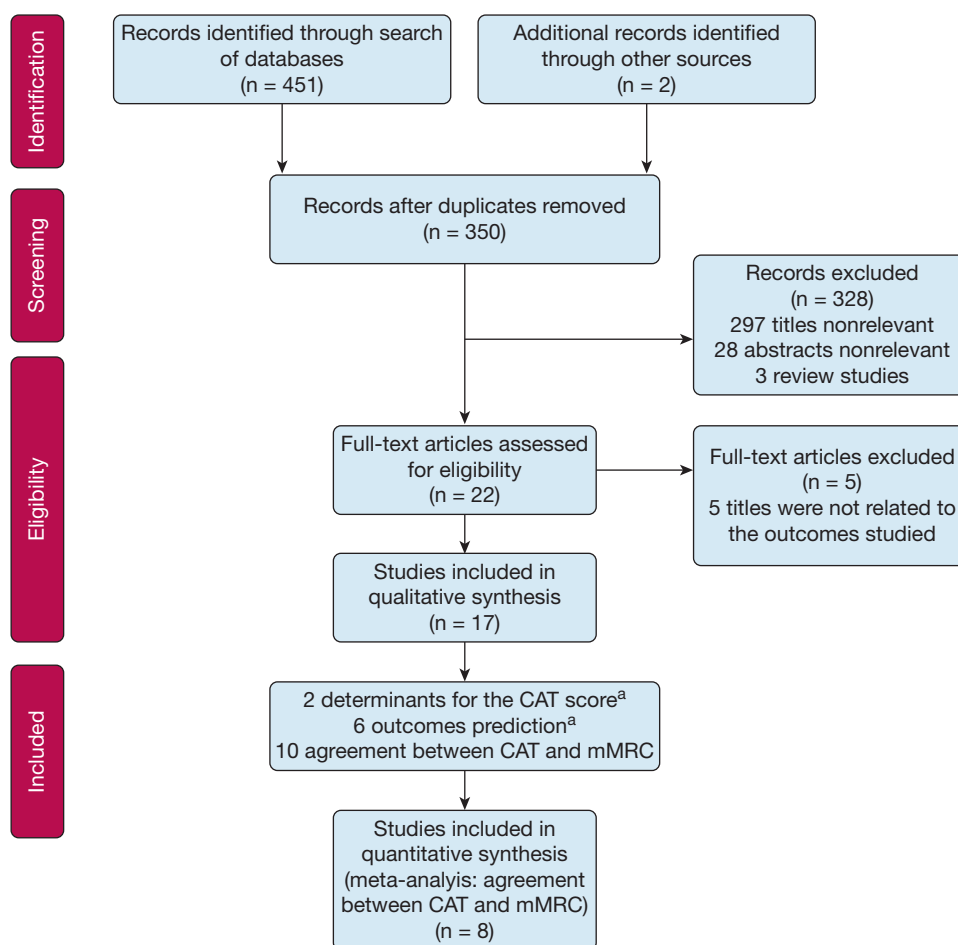 Identification
Records identified through search
of databases
(n = 451)
Additional records identified
through other sources
(n = 2)
Screening
Records after duplicates removed
(n = 350)
Records excluded
(n = 328)
297 titles nonrelevant
28 abstracts nonrelevant
3 review studies
Eligibility
Full-text articles assessed
for eligibility
(n = 22)
Full-text articles excluded
(n = 5)
5 titles were not related to
the outcomes studied
Studies included in
qualitative synthesis
(n = 17)
Included
2 determinants for the CAT scoreª
6 outcomes predictionª
10 agreement between CAT and mMRC
Studies included in
quantitative synthesis
(meta-analyis: agreement
between CAT and mMRC)
(n = 8)